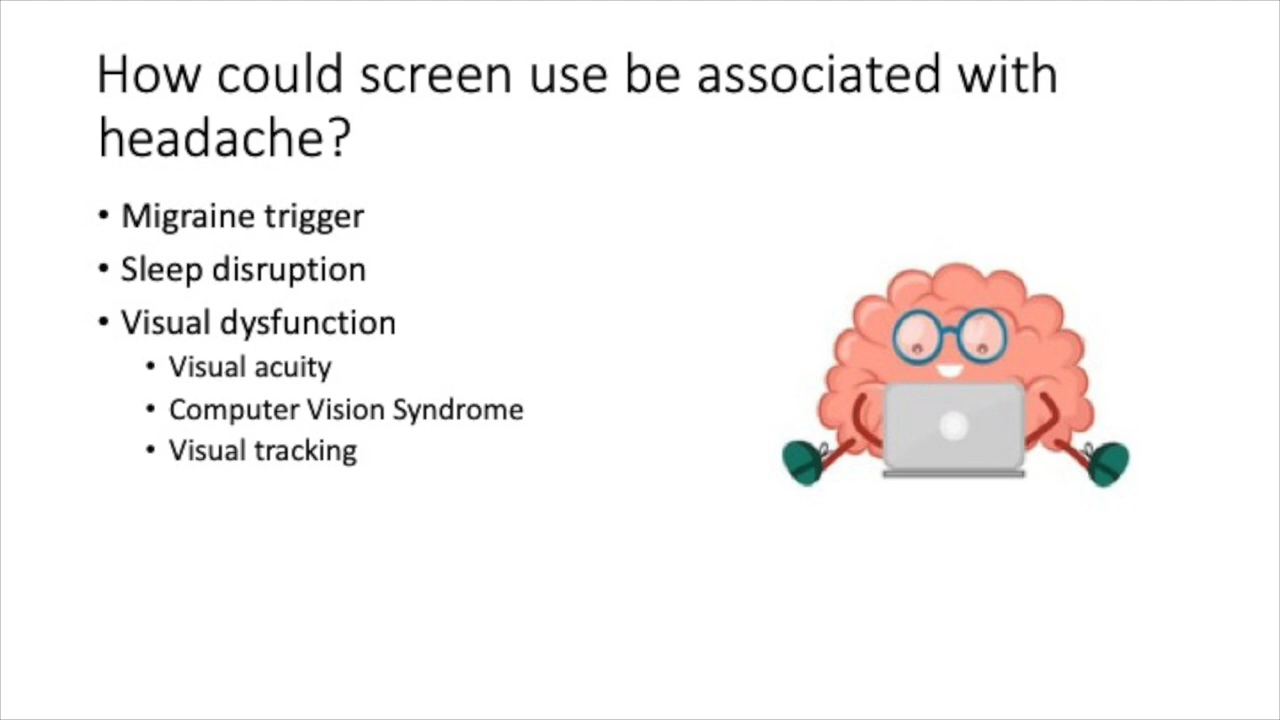 How could screen use be associated with
headache?
• Migraine trigger
• Sleep disruption
• Visual dysfunction
• Visual acuity
• Computer Vision Syndrome
• Visual tracking